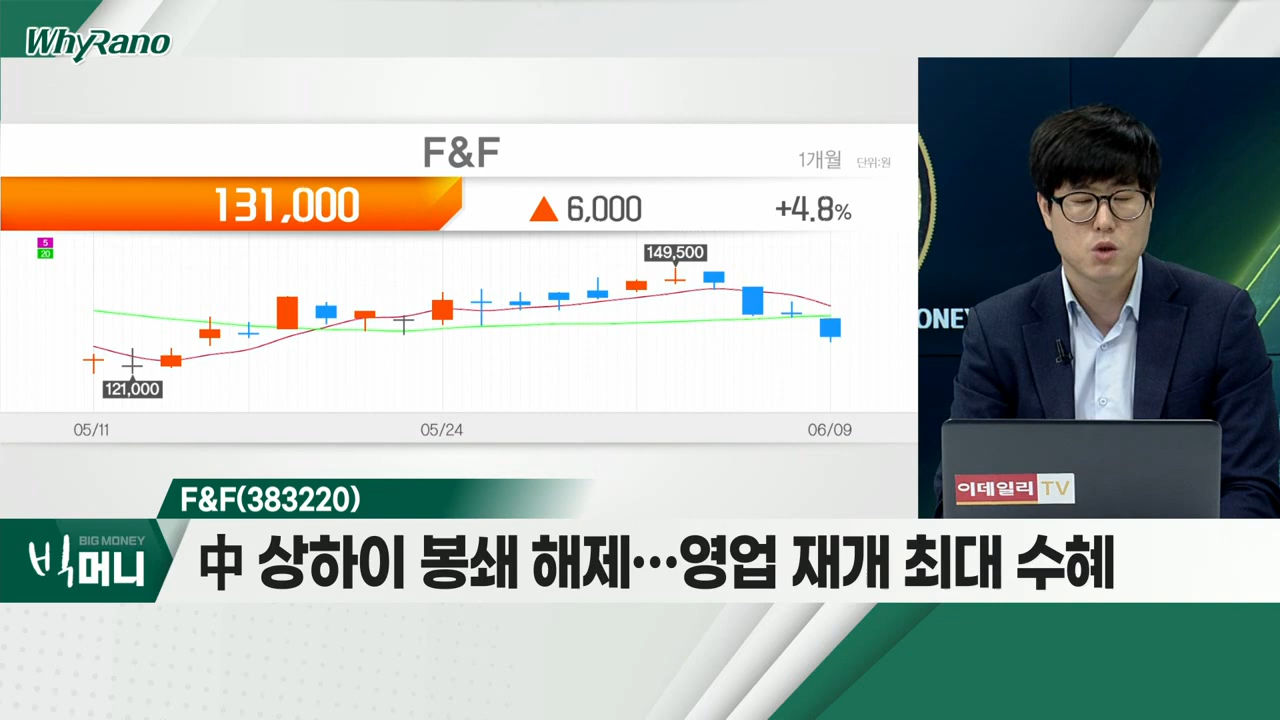 WhyRano
F&F
1개월 단위:원
131,000 ▲ 6,000 +4.8%
5
20
149,500
121,000
05/11 05/24 06/09
ONEY
이데일리 TV
F&F(383220)
BIG MONEY
빅머니
中 상하이 봉쇄 해제…영업 재개 최대 수혜